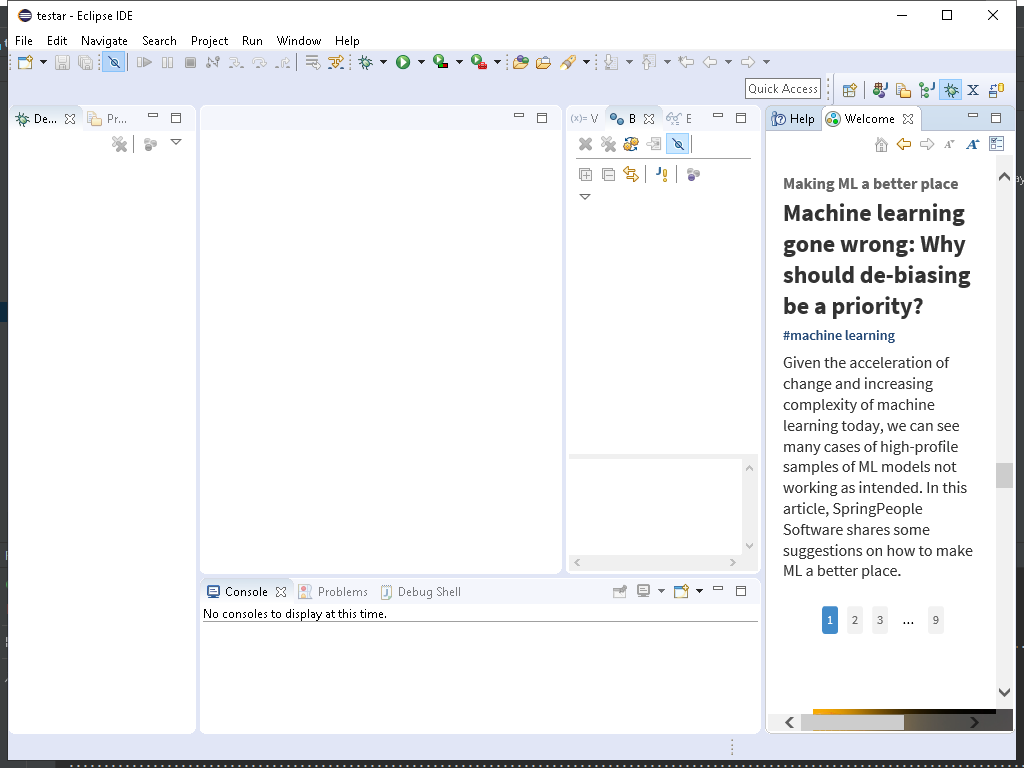 testar - Eclipse IDE
File Edit Navigate Search Project Run Window Help
Quick Access
De... Pr... (x)= V B E Help Welcome
Making ML a better place
Machine learning
gone wrong: Why
should de-biasing
be a priority?
#machine learning
Given the acceleration of
change and increasing
complexity of machine
learning today, we can see
many cases of high-profile
samples of ML models not
working as intended. In this
article, SpringPeople
Software shares some
suggestions on how to make
ML a better place.
1 2 3 ... 9
Console Problems Debug Shell
No consoles to display at this time.